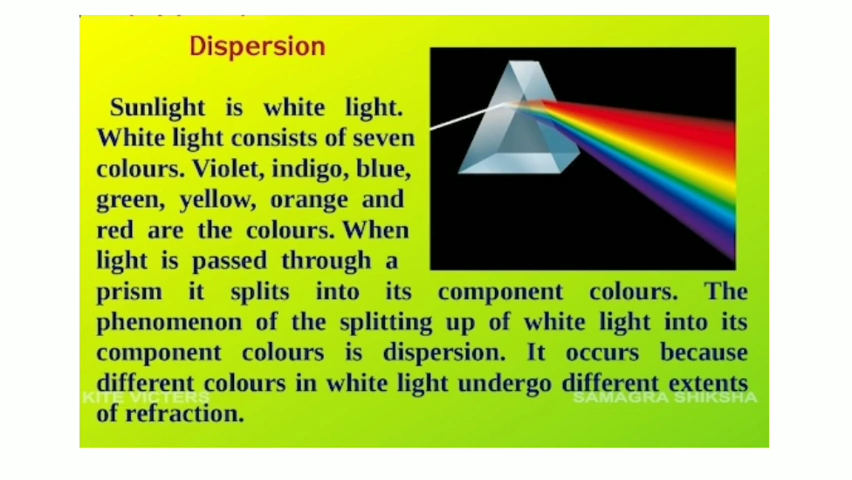 Dispersion
Sunlight is white light.
White light consists of seven
colours. Violet, indigo, blue,
green, yellow, orange and
red are the colours. When
light is passed through a
prism it splits into its component colours. The
phenomenon of the splitting up of white light into its
component colours is dispersion. It occurs because
different colours in white light undergo different extents
KITE VICTERS SAMAGRA SHIKSHA
of refraction.